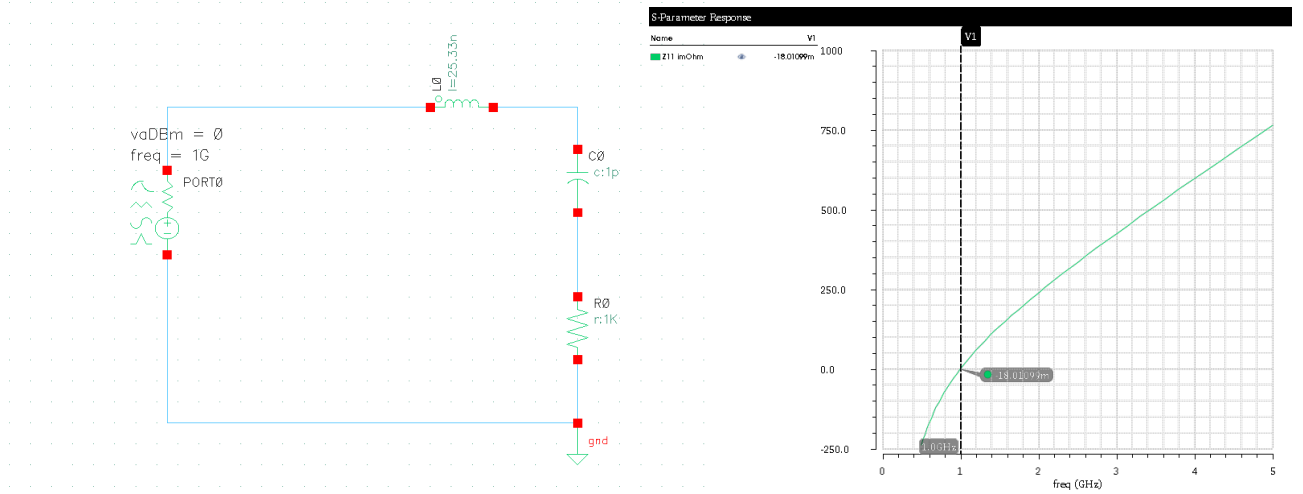 L0
l=25.33n
vaDBm = 0
freq = 1G
PORT0
C0
c:1p
R0
r:1K
gnd
S-Parameter Response
Name V1
Z11 imOhm -18.01099m
V1
1000
750.0
500.0
250.0
0.0
-250.0
-18.01099m
1.0GHz
0 1 2 3 4 5
freq (GHz)